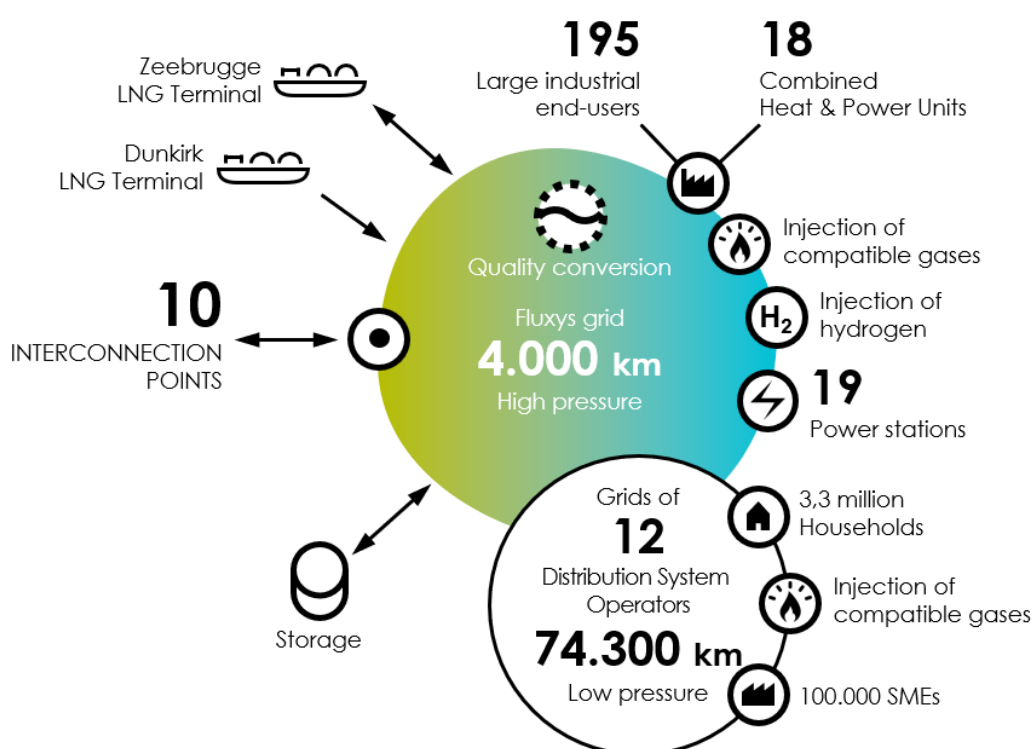 195
Large industrial
end-users
18
Combined
Heat & Power Units
Zeebrugge
LNG Terminal
Dunkirk
LNG Terminal
Quality conversion
Injection of
compatible gases
10
INTERCONNECTION
POINTS
Fluxys grid
4.000 km
High pressure
H₂
Injection of
hydrogen
19
Power stations
Grids of
12
Distribution System
Operators
74.300 km
Low pressure
3,3 million
Households
Injection of
compatible gases
100.000 SMEs
Storage